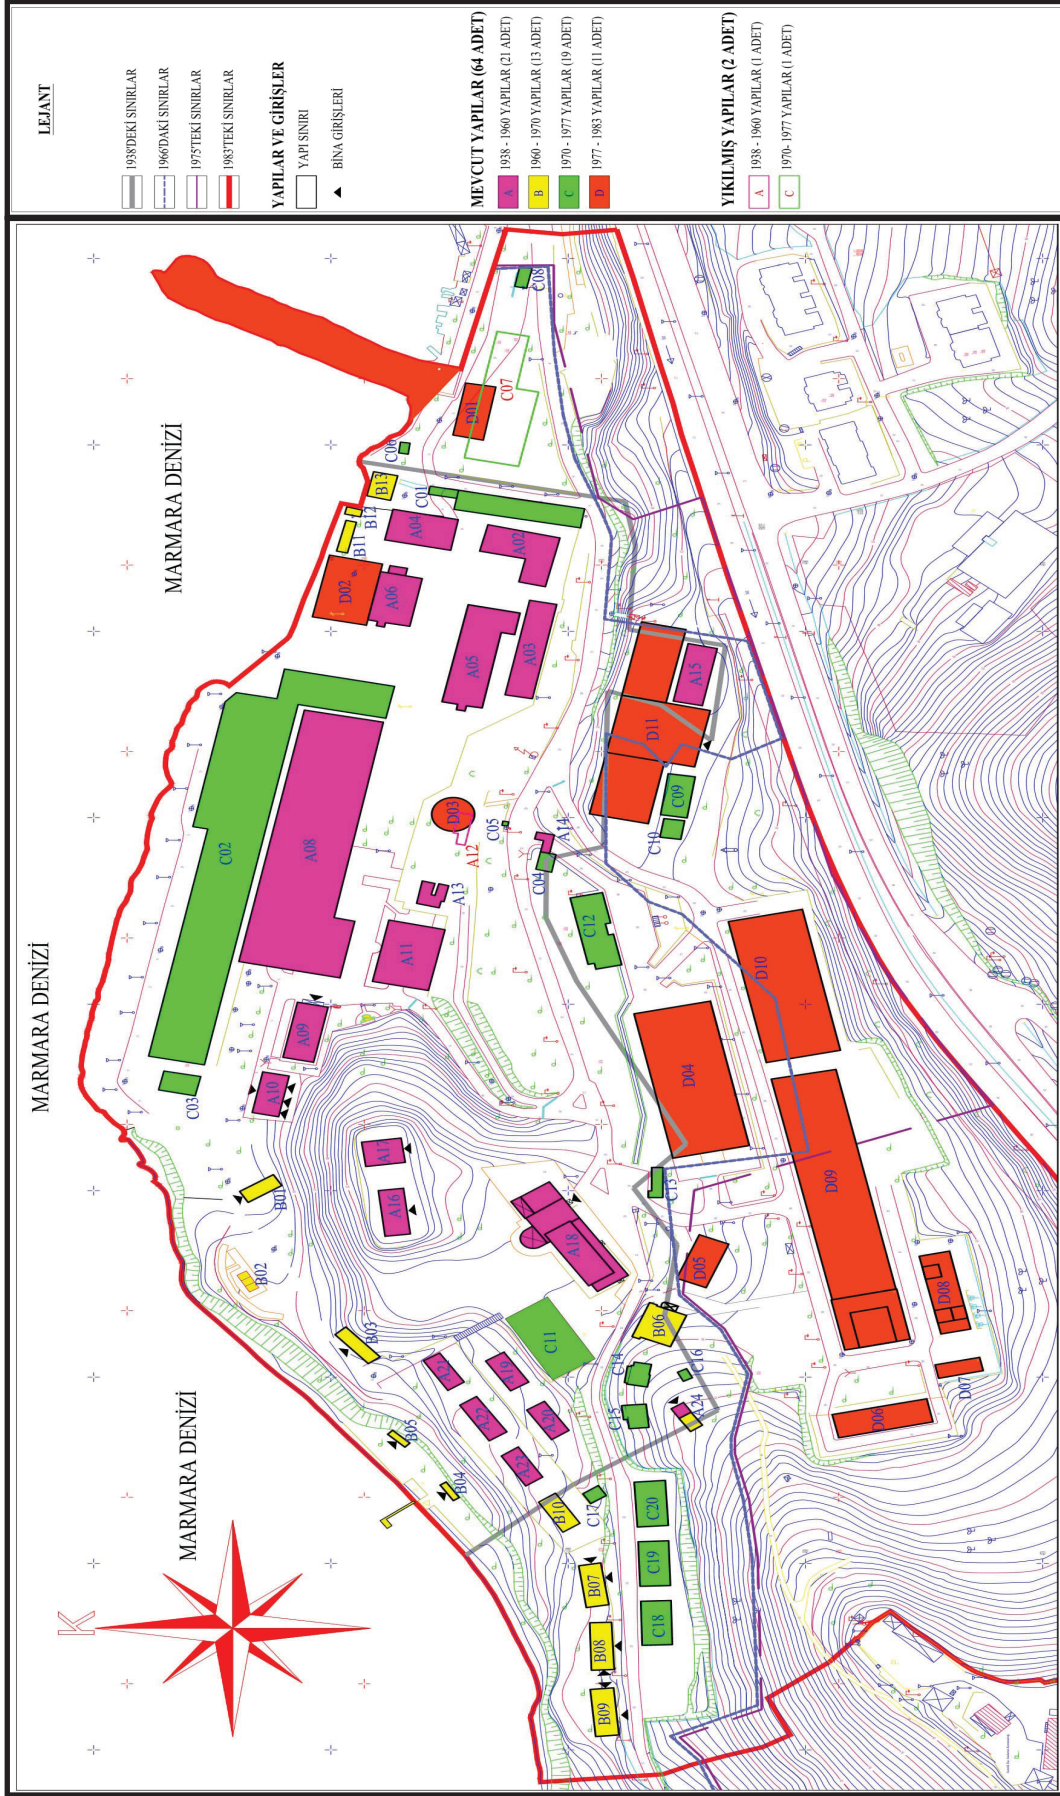 LEJANT
1938'DEKİ SINIRLAR
1966'DAKİ SINIRLAR
1975'TEKİ SINIRLAR
1983'TEKİ SINIRLAR
YAPILAR VE GİRİŞLER
YAPI SINIRI
BİNA GİRİŞLERİ
MEVCUT YAPILAR (64 ADET)
A 1938 - 1960 YAPILAR (21 ADET)
B 1960 - 1970 YAPILAR (13 ADET)
C 1970 - 1977 YAPILAR (19 ADET)
D 1977 - 1983 YAPILAR (11 ADET)
YIKILMIŞ YAPILAR (2 ADET)
A 1938 - 1960 YAPILAR (1 ADET)
C 1970- 1977 YAPILAR (1 ADET)
MARMARA DENİZİ
MARMARA DENİZİ
MARMARA DENİZİ
K
C08
C07
D01
C06
B13
C01
B12
B11
A04
A02
D02
A06
A05
A03
A15
D11
C02
A08
D03
C05
A12
A14
C04
C09
C10
A13
A11
C12
D10
A09
A10
C03
D04
A17
A16
B01
B02
A18
C13
D05
D09
D08
D07
D06
B03
C11
B06
C14
C16
C15
A24
A21
A19
A22
A20
A23
B05
B04
B10
C17
C20
C19
C18
B07
B08
B09